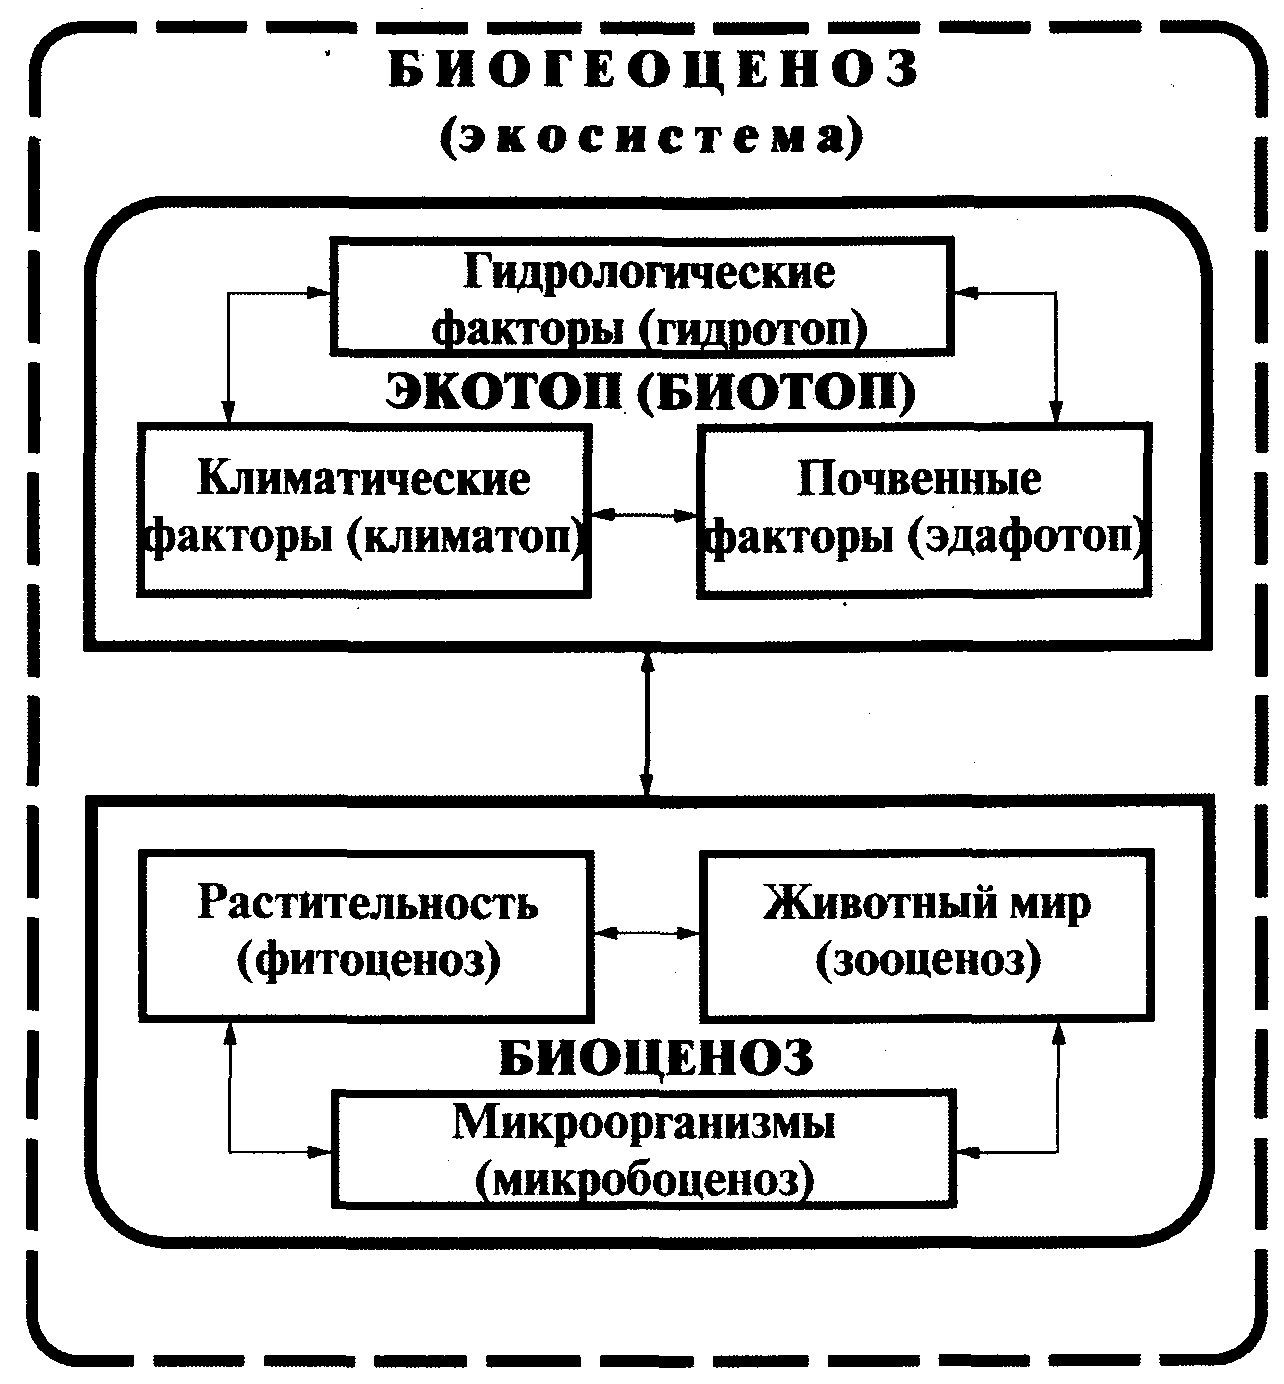 БИОГЕОЦЕНОЗ
(экосистема)
Гидрологические
факторы (гидротоп)
ЭКОТОП (БИОТОП)
Климатические
факторы (климатоп)
Почвенные
факторы (эдафотоп)
Растительность
(фитоценоз)
Животный мир
(зооценоз)
БИОЦЕНОЗ
Микроорганизмы
(микробоценоз)